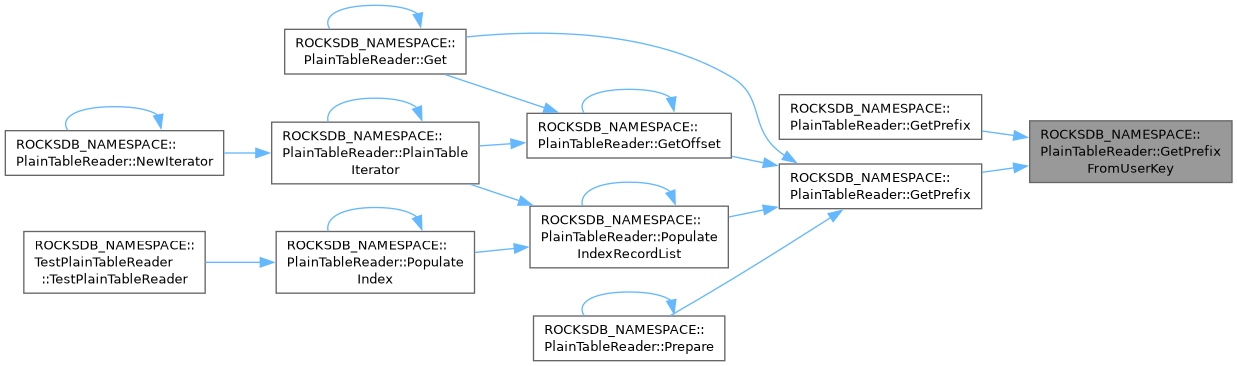 ROCKSDB_NAMESPACE::
PlainTableReader::Get
ROCKSDB_NAMESPACE::
PlainTableReader::NewIterator
ROCKSDB_NAMESPACE::
PlainTableReader::PlainTable
Iterator
ROCKSDB_NAMESPACE::
PlainTableReader::GetOffset
ROCKSDB_NAMESPACE::
PlainTableReader::GetPrefix
ROCKSDB_NAMESPACE::
PlainTableReader::GetPrefix
FromUserKey
ROCKSDB_NAMESPACE::
PlainTableReader::GetPrefix
ROCKSDB_NAMESPACE::
PlainTableReader::Populate
IndexRecordList
ROCKSDB_NAMESPACE::
TestPlainTableReader
::TestPlainTableReader
ROCKSDB_NAMESPACE::
PlainTableReader::Populate
Index
ROCKSDB_NAMESPACE::
PlainTableReader::Prepare